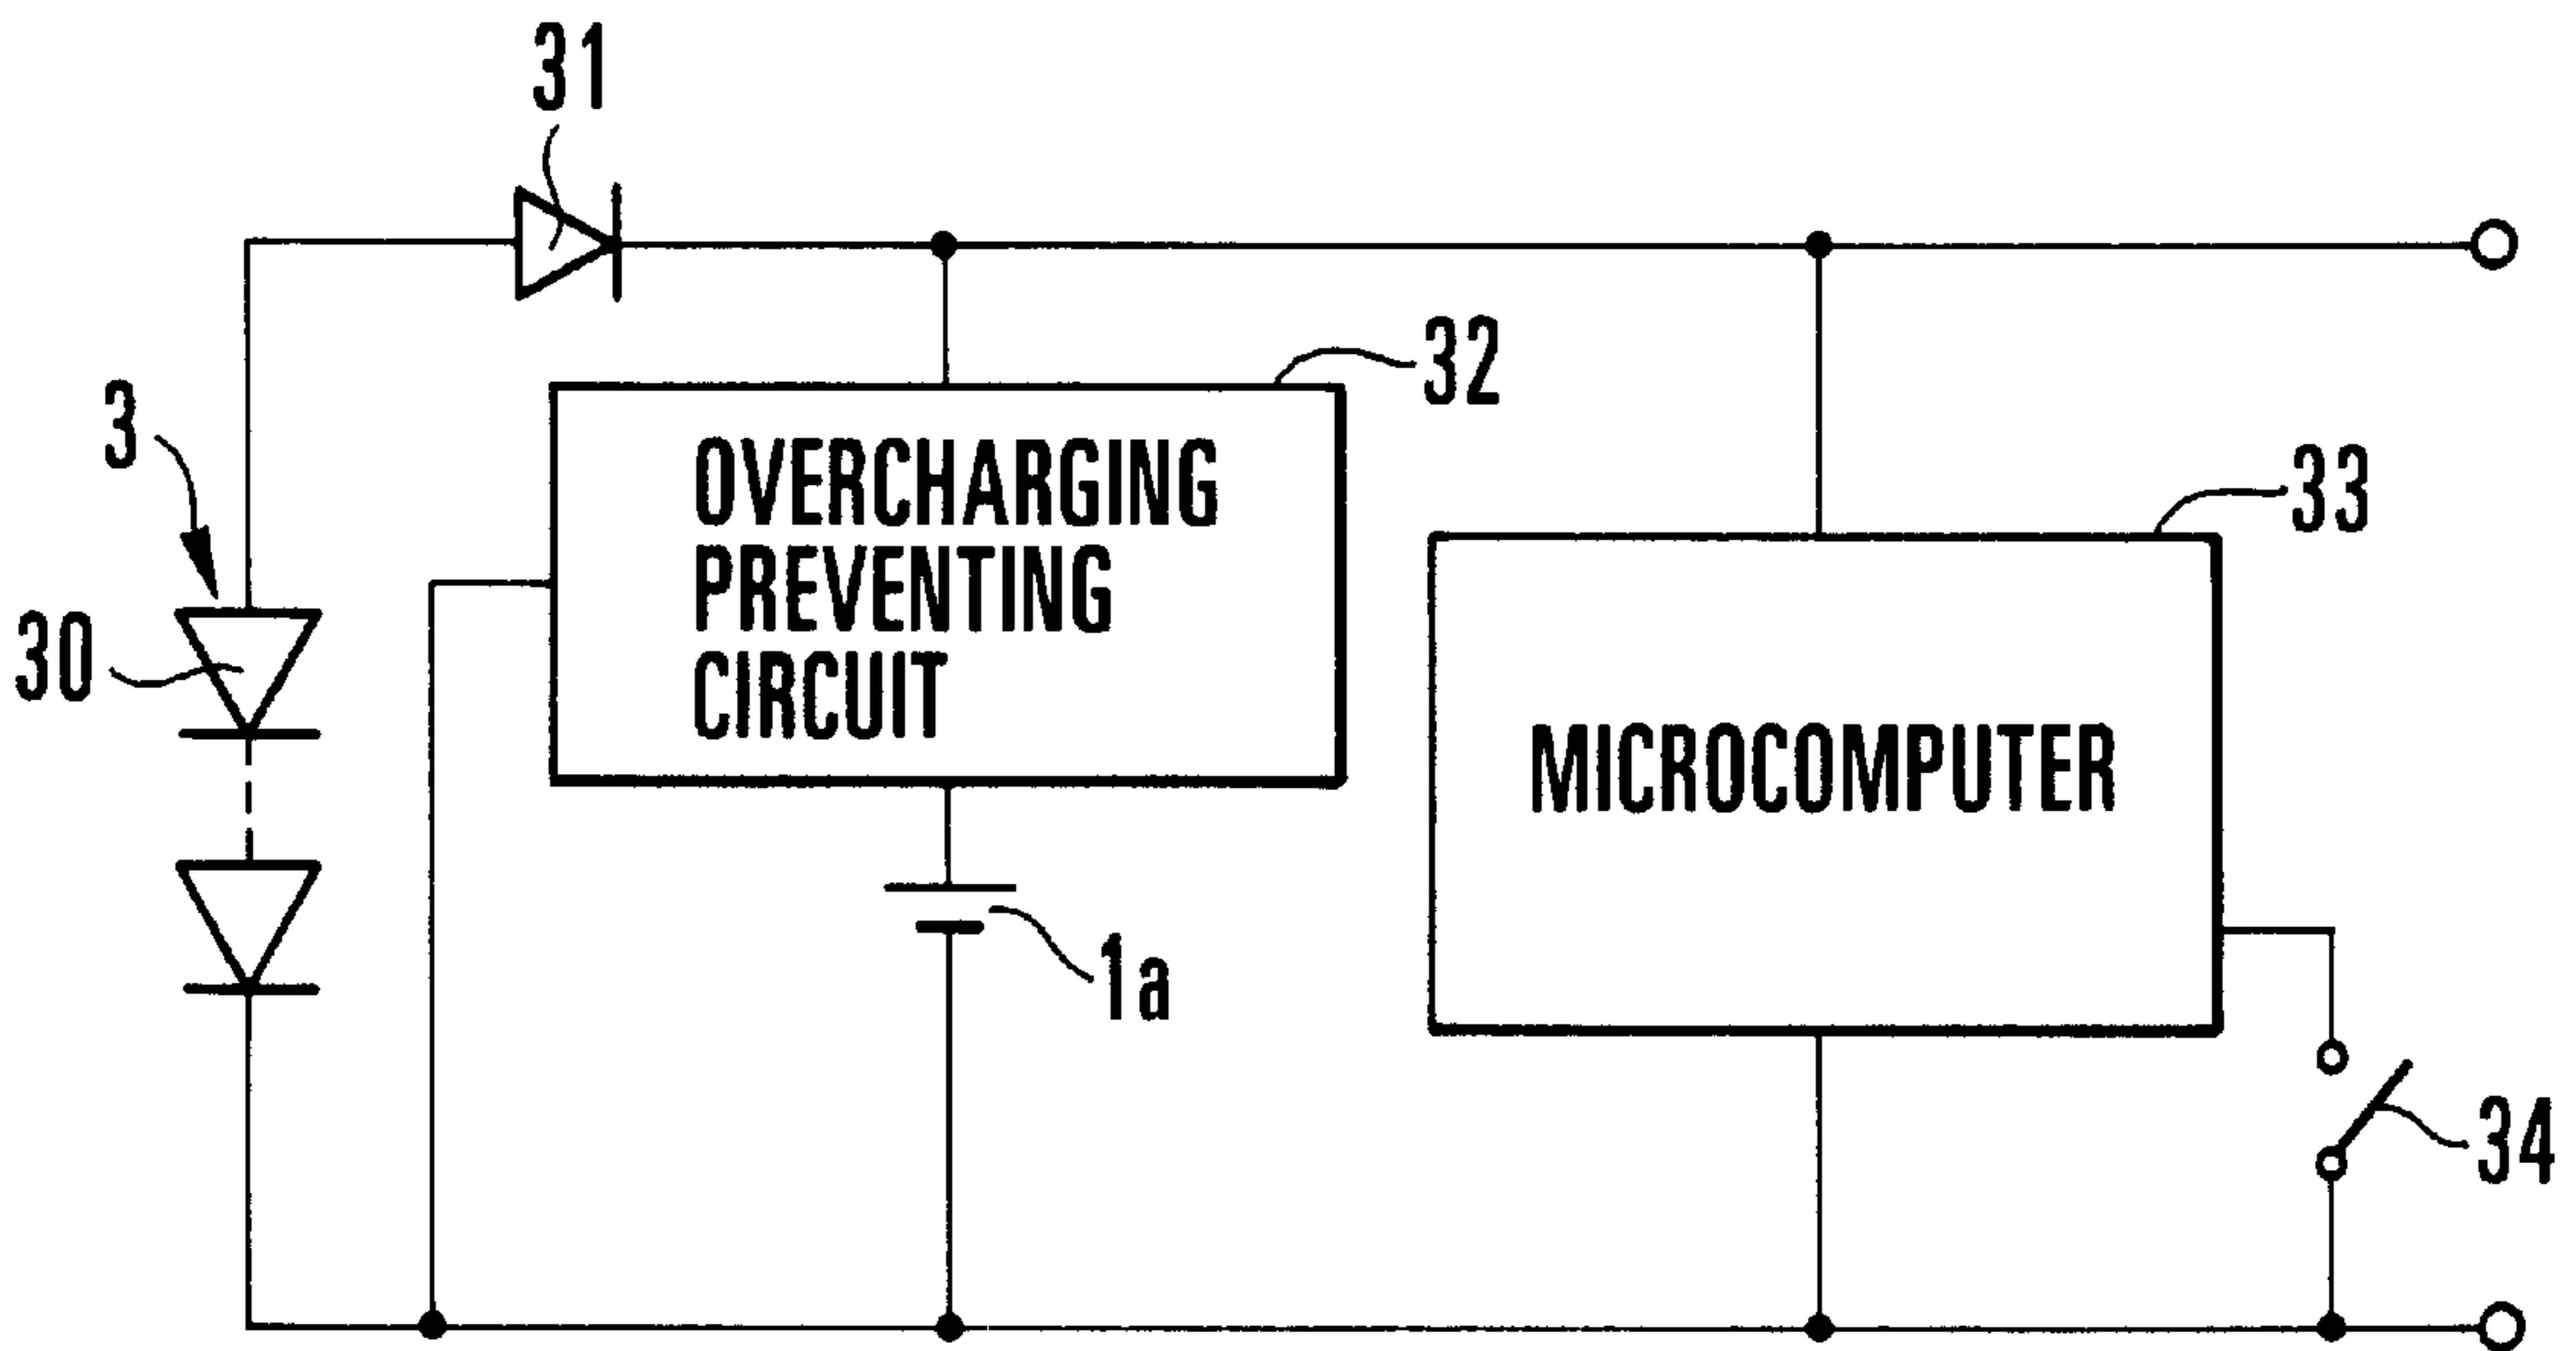 31
32
3
OVERCHARGING
PREVENTING
CIRCUIT
33
30
MICROCOMPUTER
1a
34